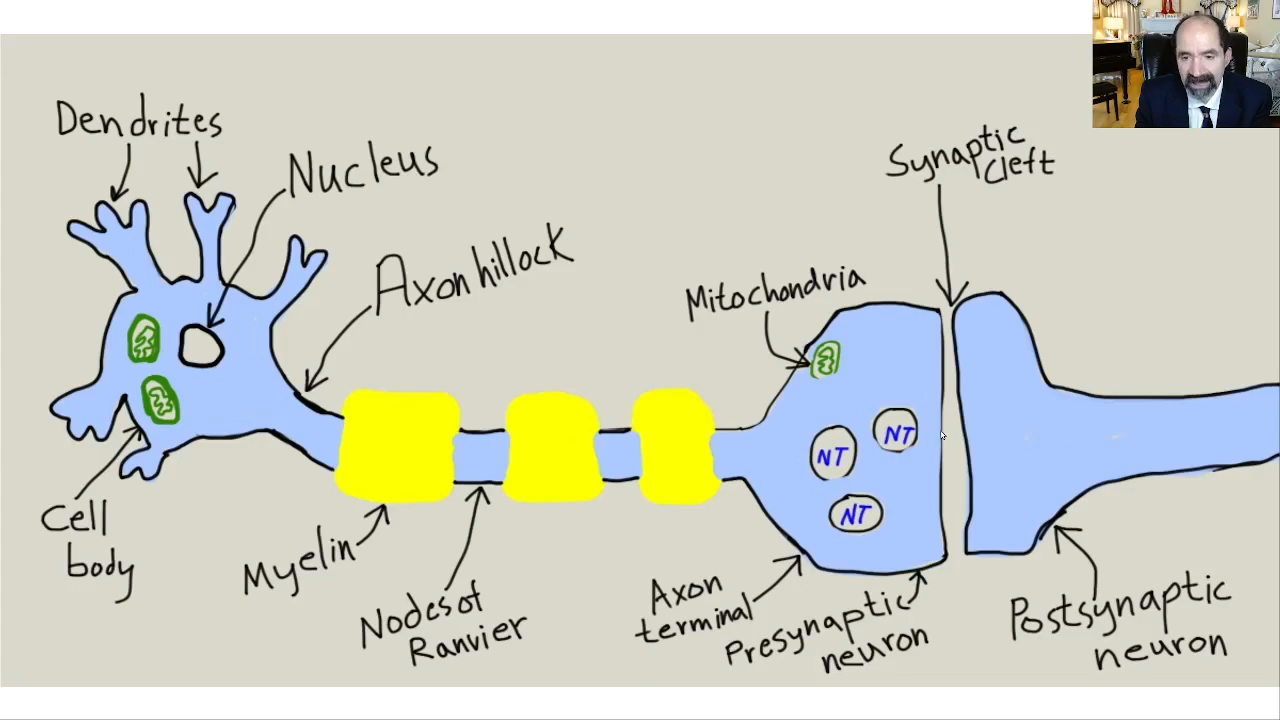 Dendrites
Nucleus
Axon hillock
Synaptic
Cleft
Mitochondria
NT
NT
NT
Cell
body
Myelin
Nodes of
Ranvier
Axon
terminal
Presynaptic
neuron
Postsynaptic
neuron